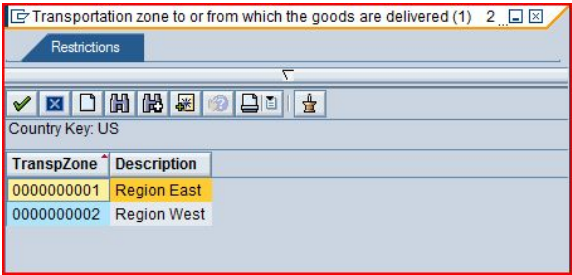 Transportation zone to or from which the goods are delivered (1) 2...
Restrictions
Country Key: US
TranspZone Description
0000000001 Region East
0000000002 Region West